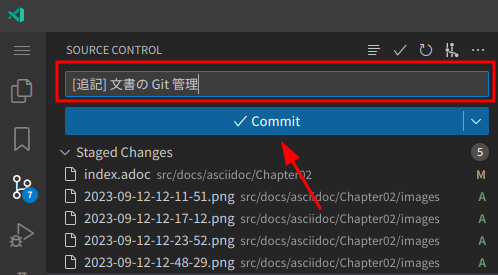 SOURCE CONTROL
[追記] 文書の Git 管理
Commit
Staged Changes 5
index.adoc src/docs/asciidoc/Chapter02 M
7 2023-09-12-12-11-51.png src/docs/asciidoc/Chapter02/images A
2023-09-12-12-17-12.png src/docs/asciidoc/Chapter02/images A
2023-09-12-12-23-52.png src/docs/asciidoc/Chapter02/images A
2023-09-12-12-48-29.png src/docs/asciidoc/Chapter02/images A